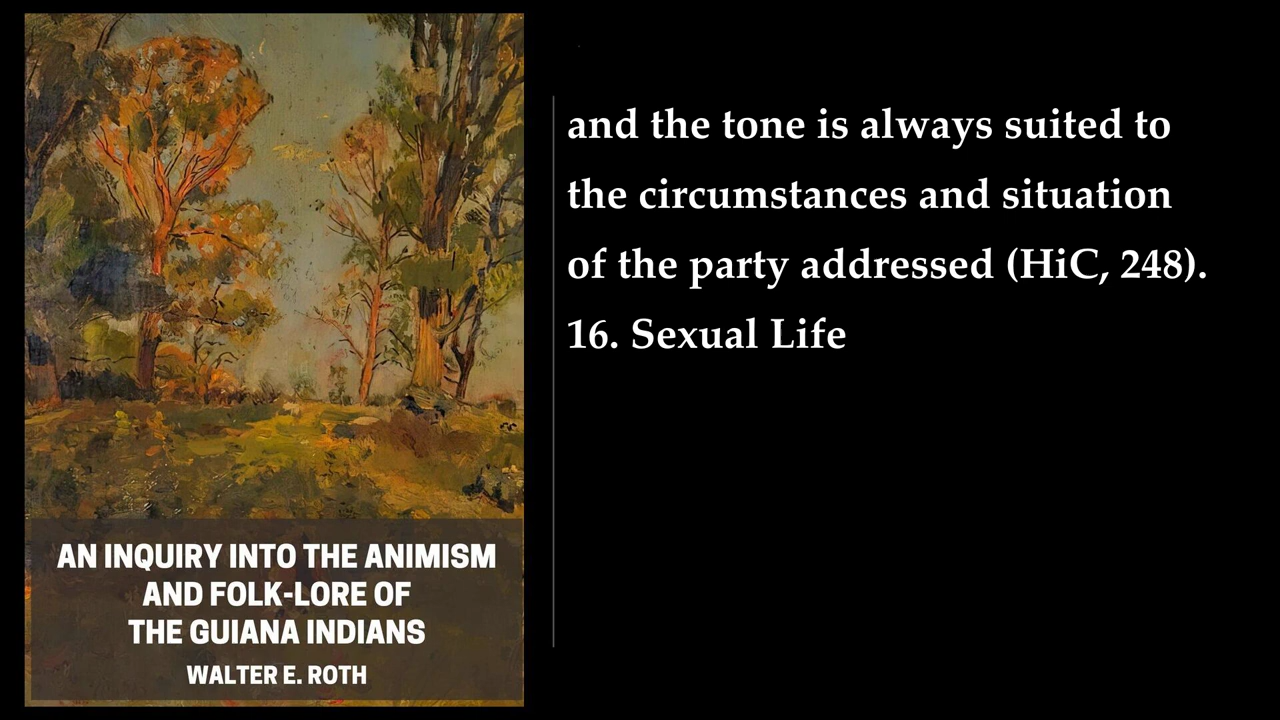 and the tone is always suited to
the circumstances and situation
of the party addressed (HiC, 248).
16. Sexual Life
AN INQUIRY INTO THE ANIMISM
AND FOLK-LORE OF
THE GUIANA INDIANS
WALTER E. ROTH